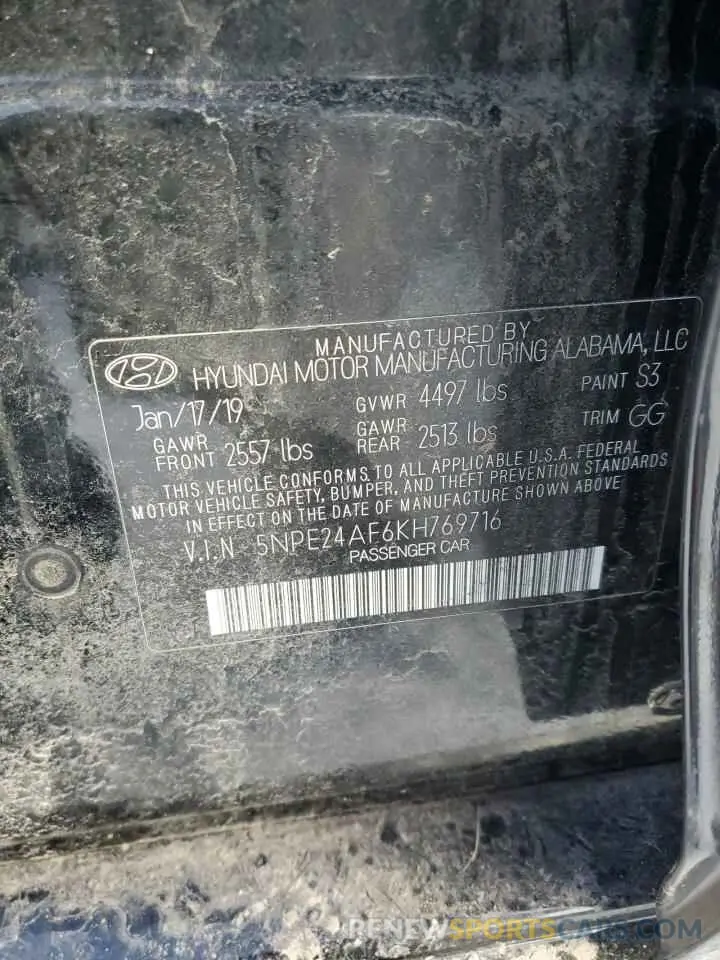 MANUFACTURED BY
HYUNDAI MOTOR MANUFACTURING ALABAMA, LLC
Jan/17/19 GVWR 4497 lbs PAINT S3
GAWR FRONT 2557 lbs GAWR REAR 2513 lbs TRIM GG
THIS VEHICLE CONFORMS TO ALL APPLICABLE U.S.A. FEDERAL
MOTOR VEHICLE SAFETY, BUMPER, AND THEFT PREVENTION STANDARDS
IN EFFECT ON THE DATE OF MANUFACTURE SHOWN ABOVE
V.I.N 5NPE24AF6KH769716
PASSENGER CAR
RENEWSPORTSCARS.COM